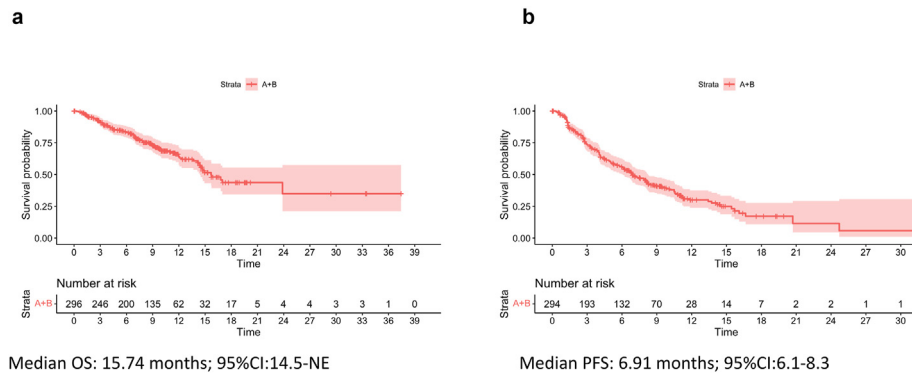 a
Strata A+B
1.00
0.75
0.50
0.25
0.00
Survival probability
0 3 6 9 12 15 18 21 24 27 30 33 36 39
Time
Number at risk
Strata
A+B 296 246 200 135 62 32 17 5 4 4 3 3 1 0
0 3 6 9 12 15 18 21 24 27 30 33 36 39
Time
Median OS: 15.74 months; 95%CI:14.5-NE
b
Strata A+B
1.00
0.75
0.50
0.25
0.00
Survival probability
0 3 6 9 12 15 18 21 24 27 30
Time
Number at risk
Strata
A+B 294 193 132 70 28 14 7 2 2 1 1
0 3 6 9 12 15 18 21 24 27 30
Time
Median PFS: 6.91 months; 95%CI:6.1-8.3